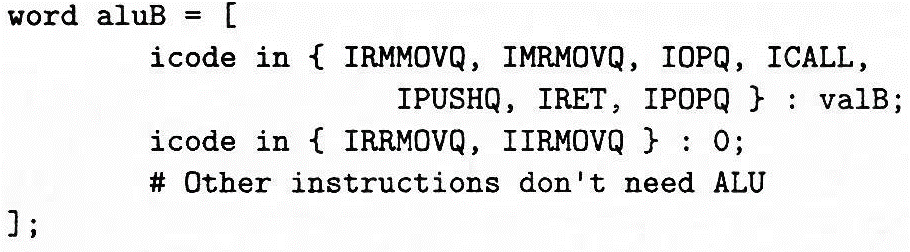 word aluB = [
icode in { IRMMOVQ, IMRMOVQ, IOPQ, ICALL,
IPUSHQ, IRET, IPOPQ } : valB;
icode in { IRRMOVQ, IIRMOVQ } : 0;
# Other instructions don't need ALU
];